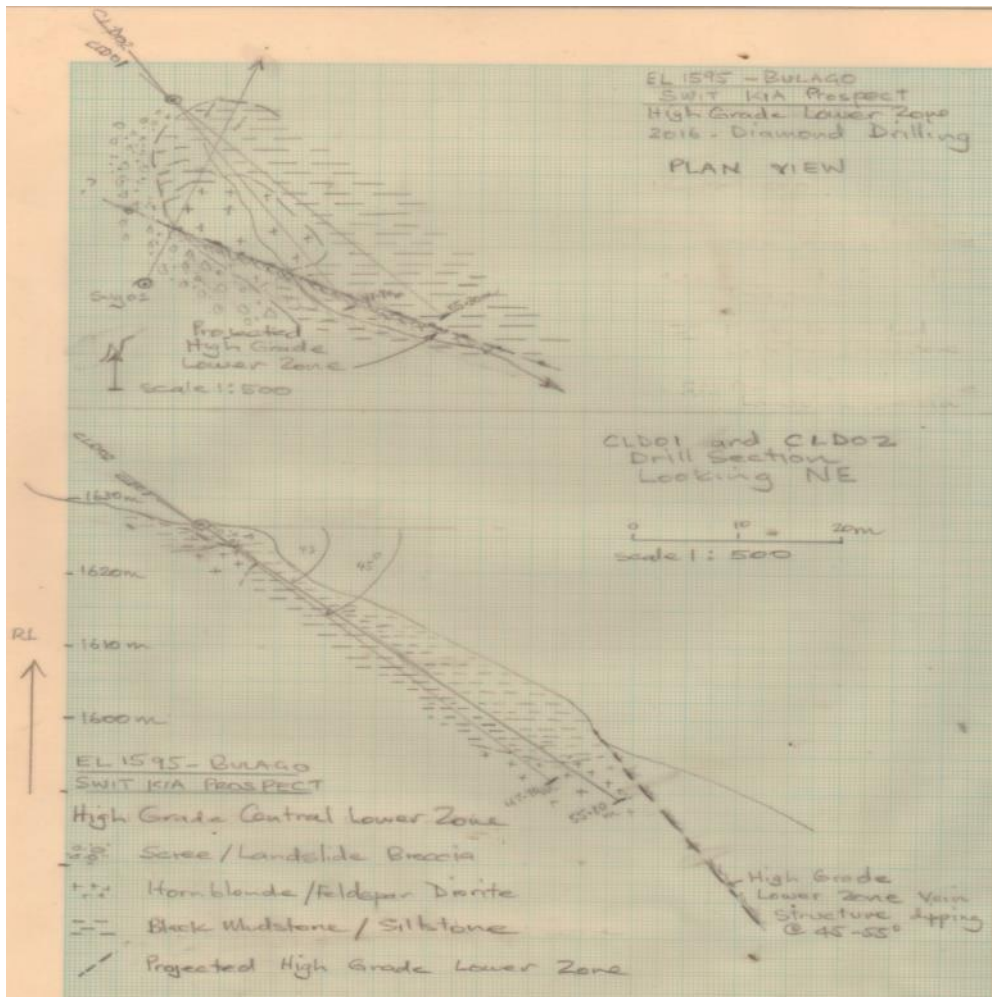 CLD02
CLD01
EL 1595 - BULAGO
SWIT KIA Prospect
High Grade Lower Zone
2016 - Diamond Drilling
PLAN VIEW
Projected
High Grade
Lower Zone
N
scale 1:500
CLD01 and CLD02
Drill Section
Looking NE
0 10 20m
scale 1 : 500
CLD02
1630m
45°
1620m
RL
1610m
1600m
EL 1595 - BULAGO
SWIT KIA PROSPECT
High Grade Central Lower Zone
Scree / Landslide Breccia
Hornblende / Feldspar Diorite
Black Mudstone / Siltstone
Projected High Grade Lower Zone
High Grade
Lower Zone Vein
Structure dipping
@ 45-55°